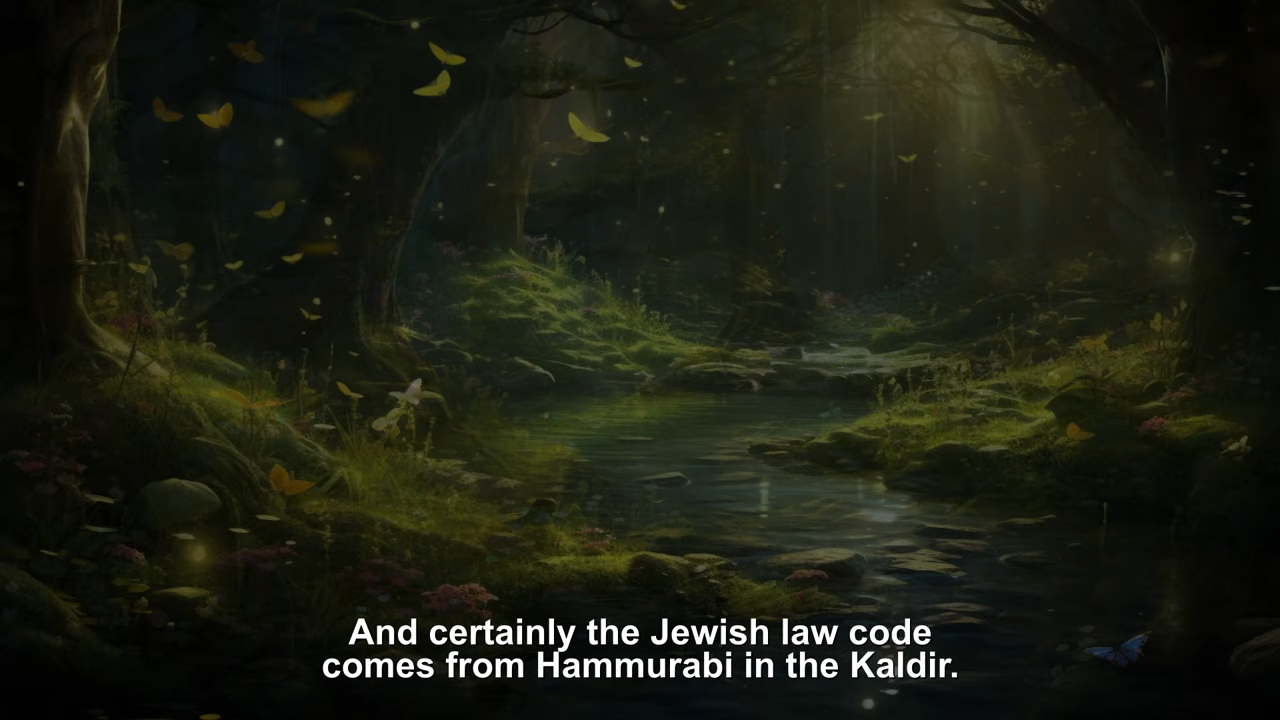 And certainly the Jewish law code
comes from Hammurabi in the Kaldir.